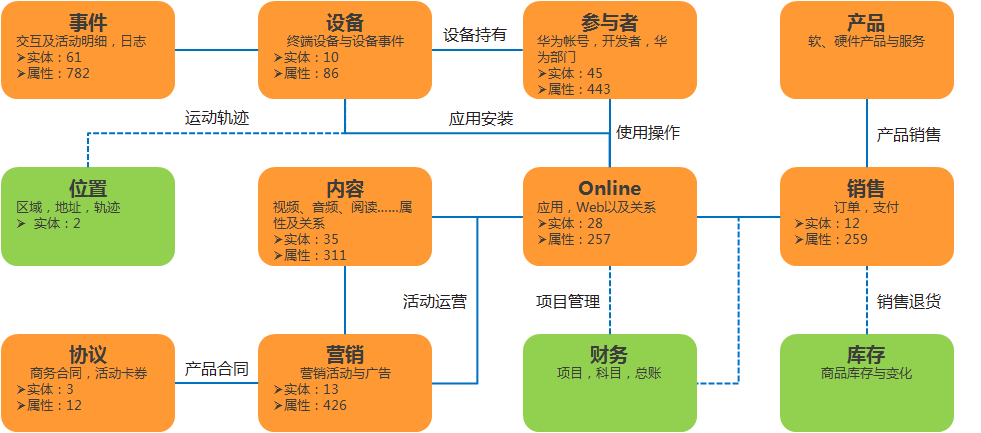 事件
交互及活动明细，日志
➢实体：61
➢属性：782
设备
终端设备与设备事件
➢实体：10
➢属性：86
设备持有
参与者
华为帐号，开发者，华
为部门
➢实体：45
➢属性：443
产品
软、硬件产品与服务
运动轨迹
应用安装
使用操作
产品销售
位置
区域，地址，轨迹
➢ 实体：2
内容
视频、音频、阅读……属
性及关系
➢实体：35
➢属性：311
Online
应用，Web以及关系
➢实体：28
➢属性：257
销售
订单，支付
➢实体：12
➢属性：259
活动运营
项目管理
销售退货
协议
商务合同，活动卡券
➢实体：3
➢属性：12
产品合同
营销
营销活动与广告
➢实体：13
➢属性：426
财务
项目，科目，总账
库存
商品库存与变化